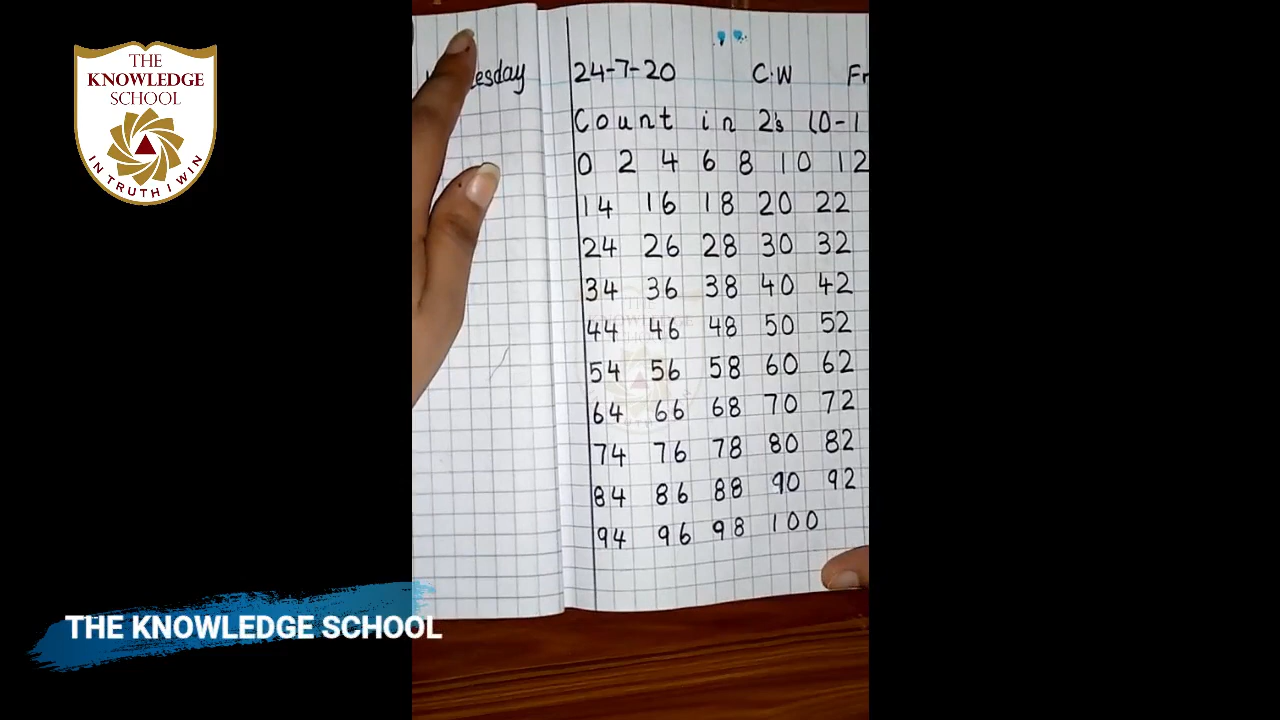 THE
KNOWLEDGE
SCHOOL
IN TRUTH I WIN
24-7-20 C.W
Count in 2's (0-1
0 2 4 6 8 10 12
14 16 18 20 22
24 26 28 30 32
34 36 38 40 42
44 46 48 50 52
54 56 58 60 62
64 66 68 70 72
74 76 78 80 82
84 86 88 90 92
94 96 98 100
THE KNOWLEDGE SCHOOL